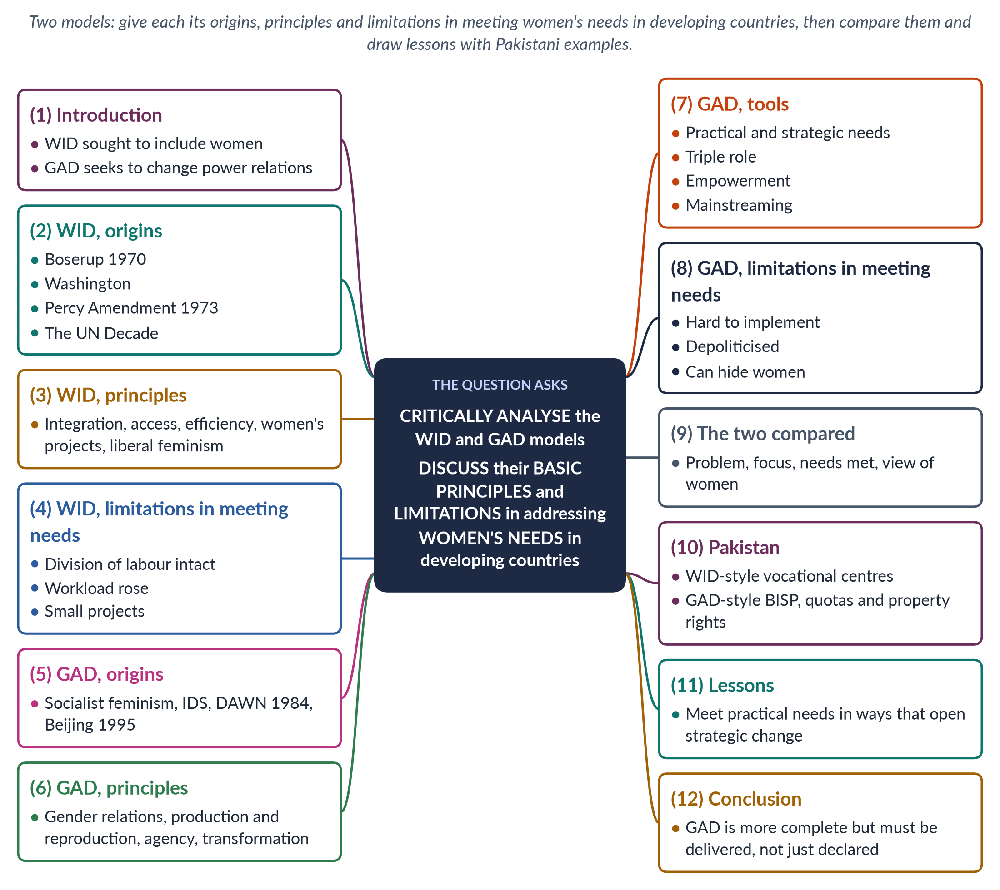 Two models: give each its origins, principles and limitations in meeting women's needs in developing countries, then compare them and
draw lessons with Pakistani examples.
(1) Introduction
• WID sought to include women
• GAD seeks to change power relations
(2) WID, origins
• Boserup 1970
• Washington
• Percy Amendment 1973
• The UN Decade
(3) WID, principles
• Integration, access, efficiency, women's
projects, liberal feminism
(4) WID, limitations in meeting
needs
• Division of labour intact
• Workload rose
• Small projects
(5) GAD, origins
• Socialist feminism, IDS, DAWN 1984,
Beijing 1995
(6) GAD, principles
• Gender relations, production and
reproduction, agency, transformation
THE QUESTION ASKS
CRITICALLY ANALYSE the
WID and GAD models
DISCUSS their BASIC
PRINCIPLES and
LIMITATIONS in addressing
WOMEN'S NEEDS in
developing countries
(7) GAD, tools
• Practical and strategic needs
• Triple role
• Empowerment
• Mainstreaming
(8) GAD, limitations in meeting
needs
• Hard to implement
• Depoliticised
• Can hide women
(9) The two compared
• Problem, focus, needs met, view of
women
(10) Pakistan
• WID-style vocational centres
• GAD-style BISP, quotas and property
rights
(11) Lessons
• Meet practical needs in ways that open
strategic change
(12) Conclusion
• GAD is more complete but must be
delivered, not just declared